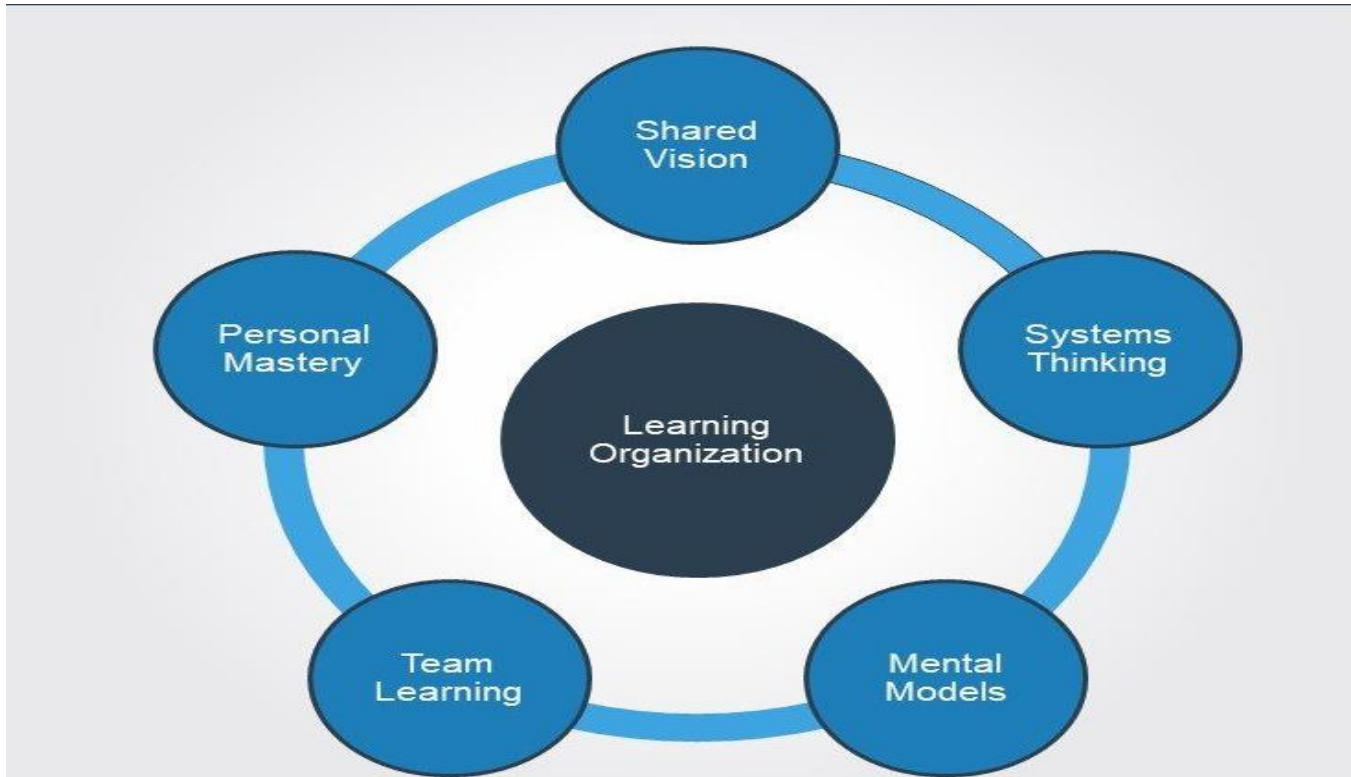 Shared
Vision
Personal
Mastery
Systems
Thinking
Learning
Organization
Team
Learning
Mental
Models